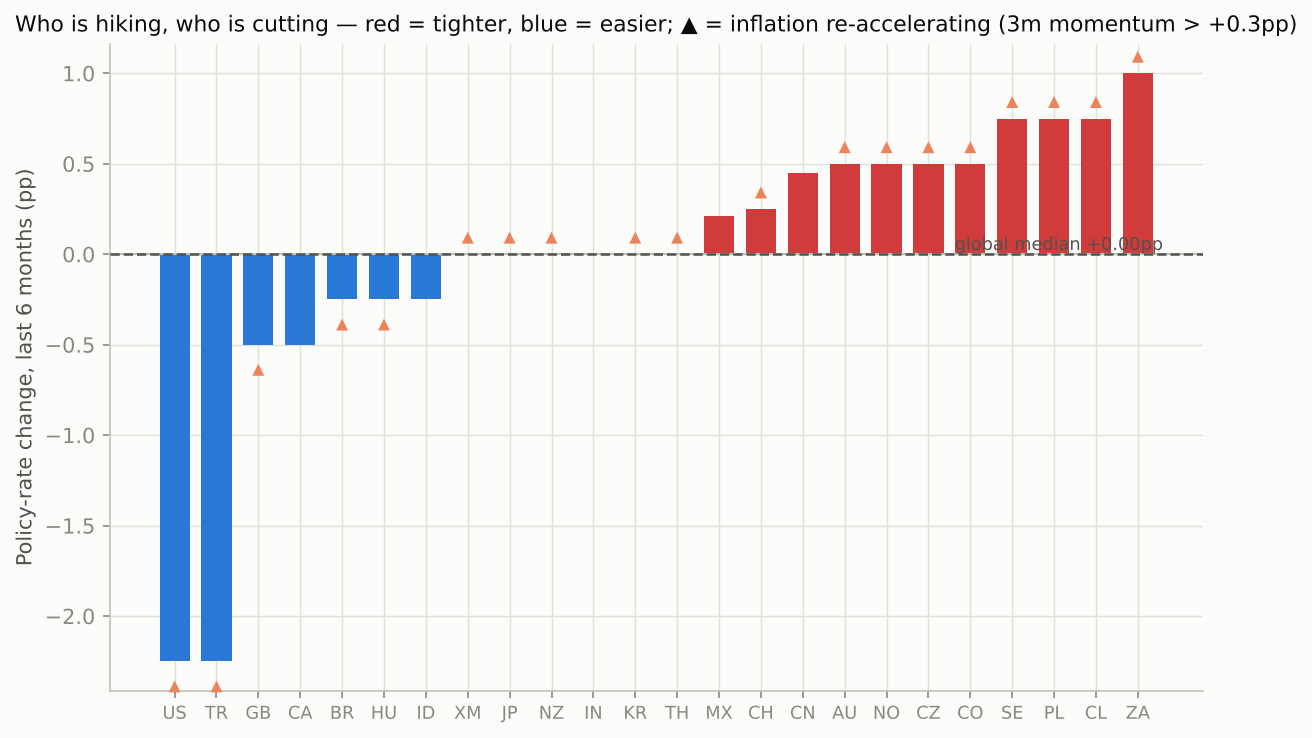 Who is hiking, who is cutting — red = tighter, blue = easier; ▲ = inflation re-accelerating (3m momentum > +0.3pp)
Policy-rate change, last 6 months (pp)
1.0
0.5
0.0
−0.5
−1.0
−1.5
−2.0
global median +0.00pp
US TR GB CA BR HU ID XM JP NZ IN KR TH MX CH CN AU NO CZ CO SE PL CL ZA